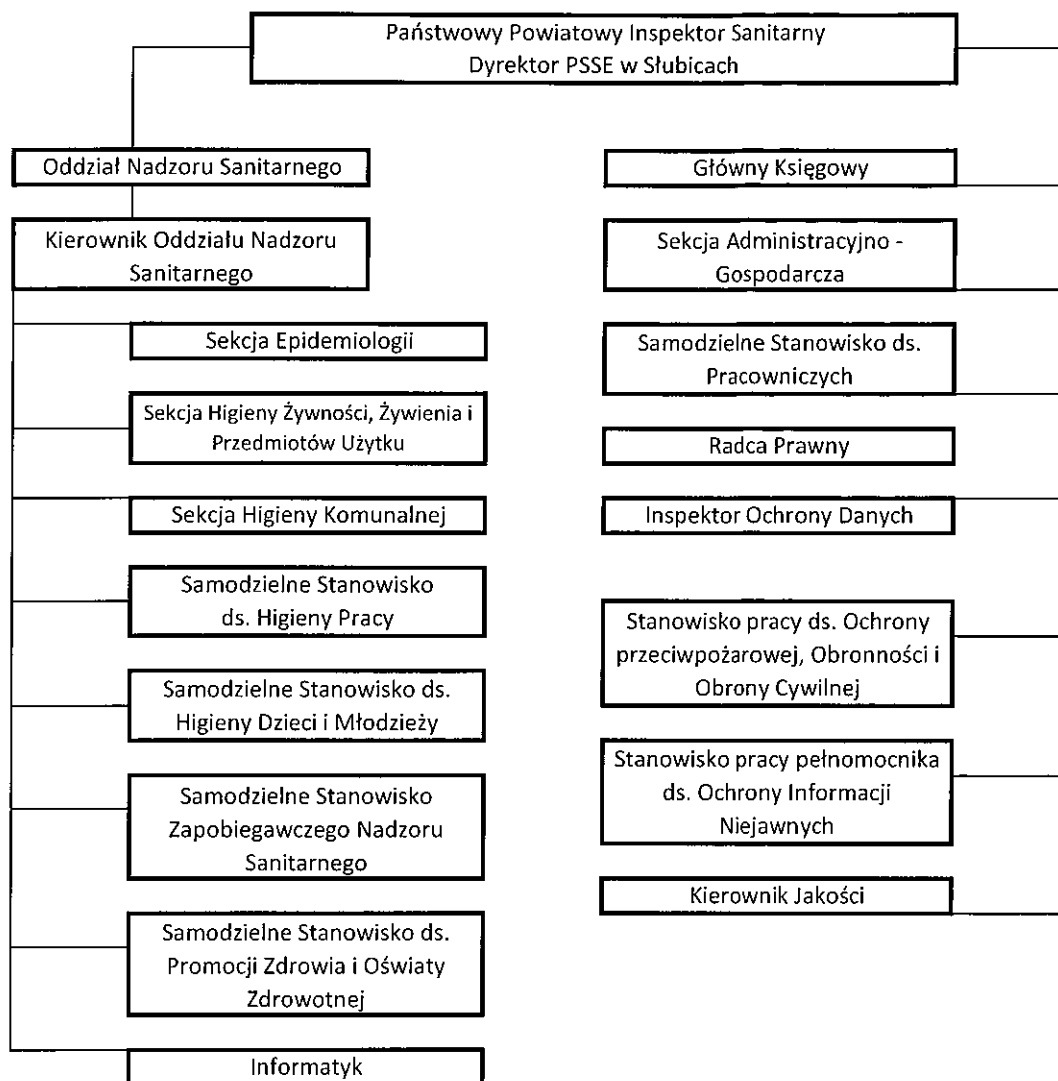 Państwowy Powiatowy Inspektor Sanitarny
Dyrektor PSSE w Słubicach
Oddział Nadzoru Sanitarnego
Kierownik Oddziału Nadzoru
Sanitarnego
Sekcja Epidemiologii
Sekcja Higieny Żywności, Żywienia i
Przedmiotów Użytku
Sekcja Higieny Komunalnej
Samodzielne Stanowisko
ds. Higieny Pracy
Samodzielne Stanowisko ds.
Higieny Dzieci i Młodzieży
Samodzielne Stanowisko
Zapobiegawczego Nadzoru
Sanitarnego
Samodzielne Stanowisko ds.
Promocji Zdrowia i Oświaty
Zdrowotnej
Informatyk
Główny Księgowy
Sekcja Administracyjno -
Gospodarcza
Samodzielne Stanowisko ds.
Pracowniczych
Radca Prawny
Inspektor Ochrony Danych
Stanowisko pracy ds. Ochrony
przeciwpożarowej, Obronności i
Obrony Cywilnej
Stanowisko pracy pełnomocnika
ds. Ochrony Informacji
Niejawnych
Kierownik Jakości